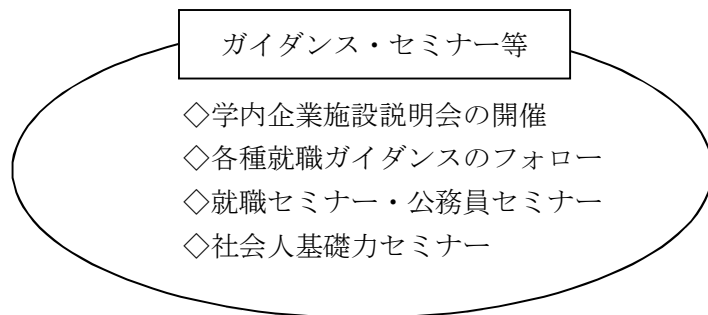 ガイダンス・セミナー等
◇学内企業施設説明会の開催
◇各種就職ガイダンスのフォロー
◇就職セミナー・公務員セミナー
◇社会人基礎力セミナー